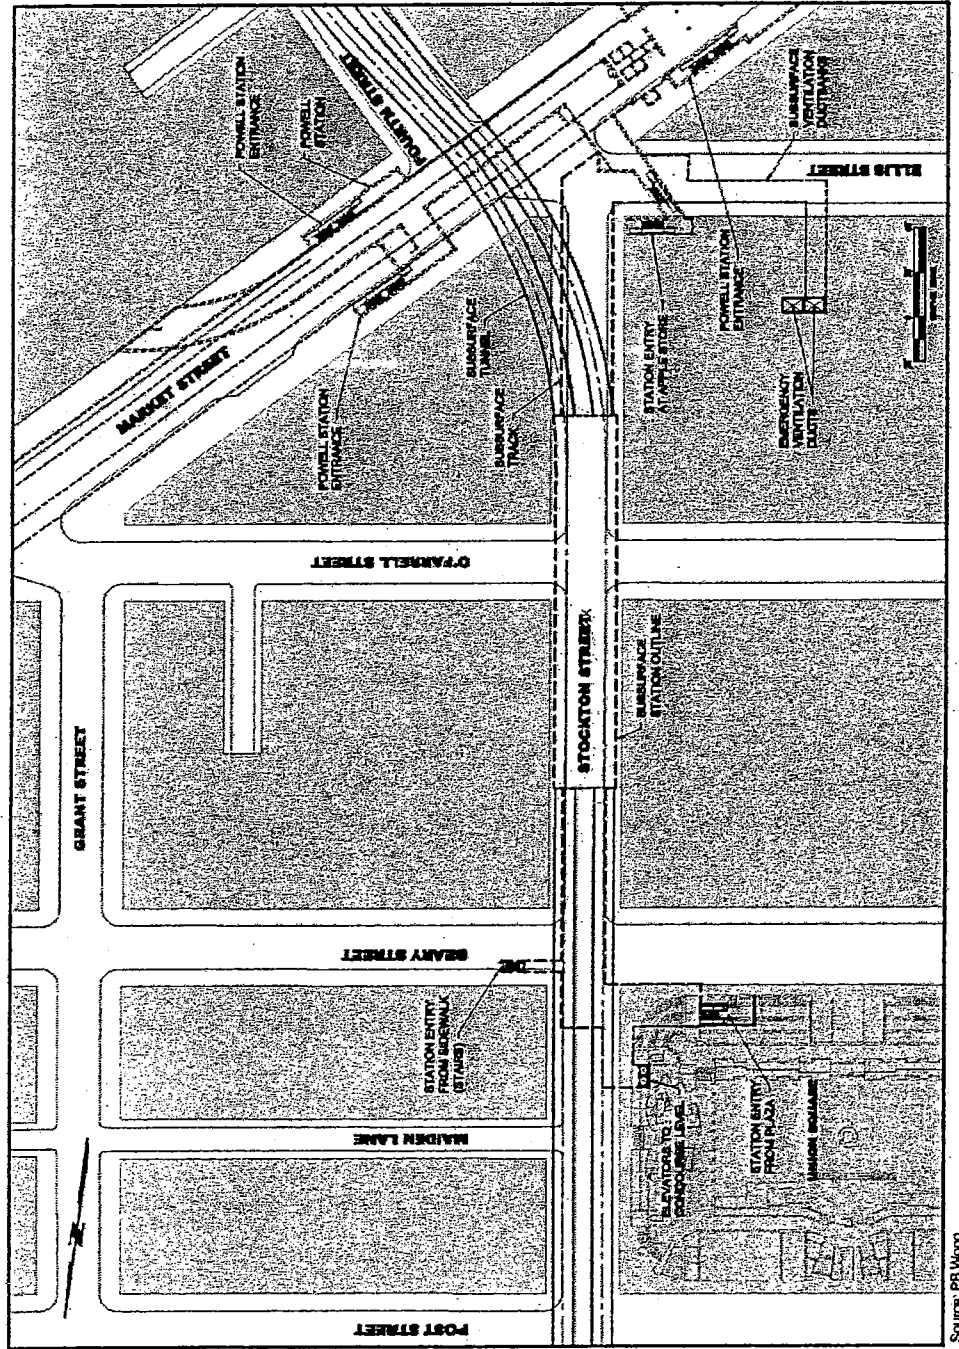 FOURTH STREET
POWELL STATION
ENTRANCE
POWELL
STATION
SUBSURFACE
VENTILATION
ELLIS STREET
MARKET STREET
POWELL STATION
ENTRANCE
SUBSURFACE
TUNNEL
SUBSURFACE
TRACK
STATION ENTRY
AT APPLE STORE
POWELL STATION
ENTRANCE
EMERGENCY
VENTILATION
DUCTS
O'FARRELL STREET
GRANT STREET
STOCKTON STREET
SUBSURFACE
STATION OUTLINE
GEARY STREET
STATION ENTRY
FROM SIDEWALK
(STAIRS)
MAIDEN LANE
ELEVATORS TO
CONCOURSE LEVEL
STATION ENTRY
FROM PLAZA
UNION SQUARE
N
POST STREET
Source: PB Wong